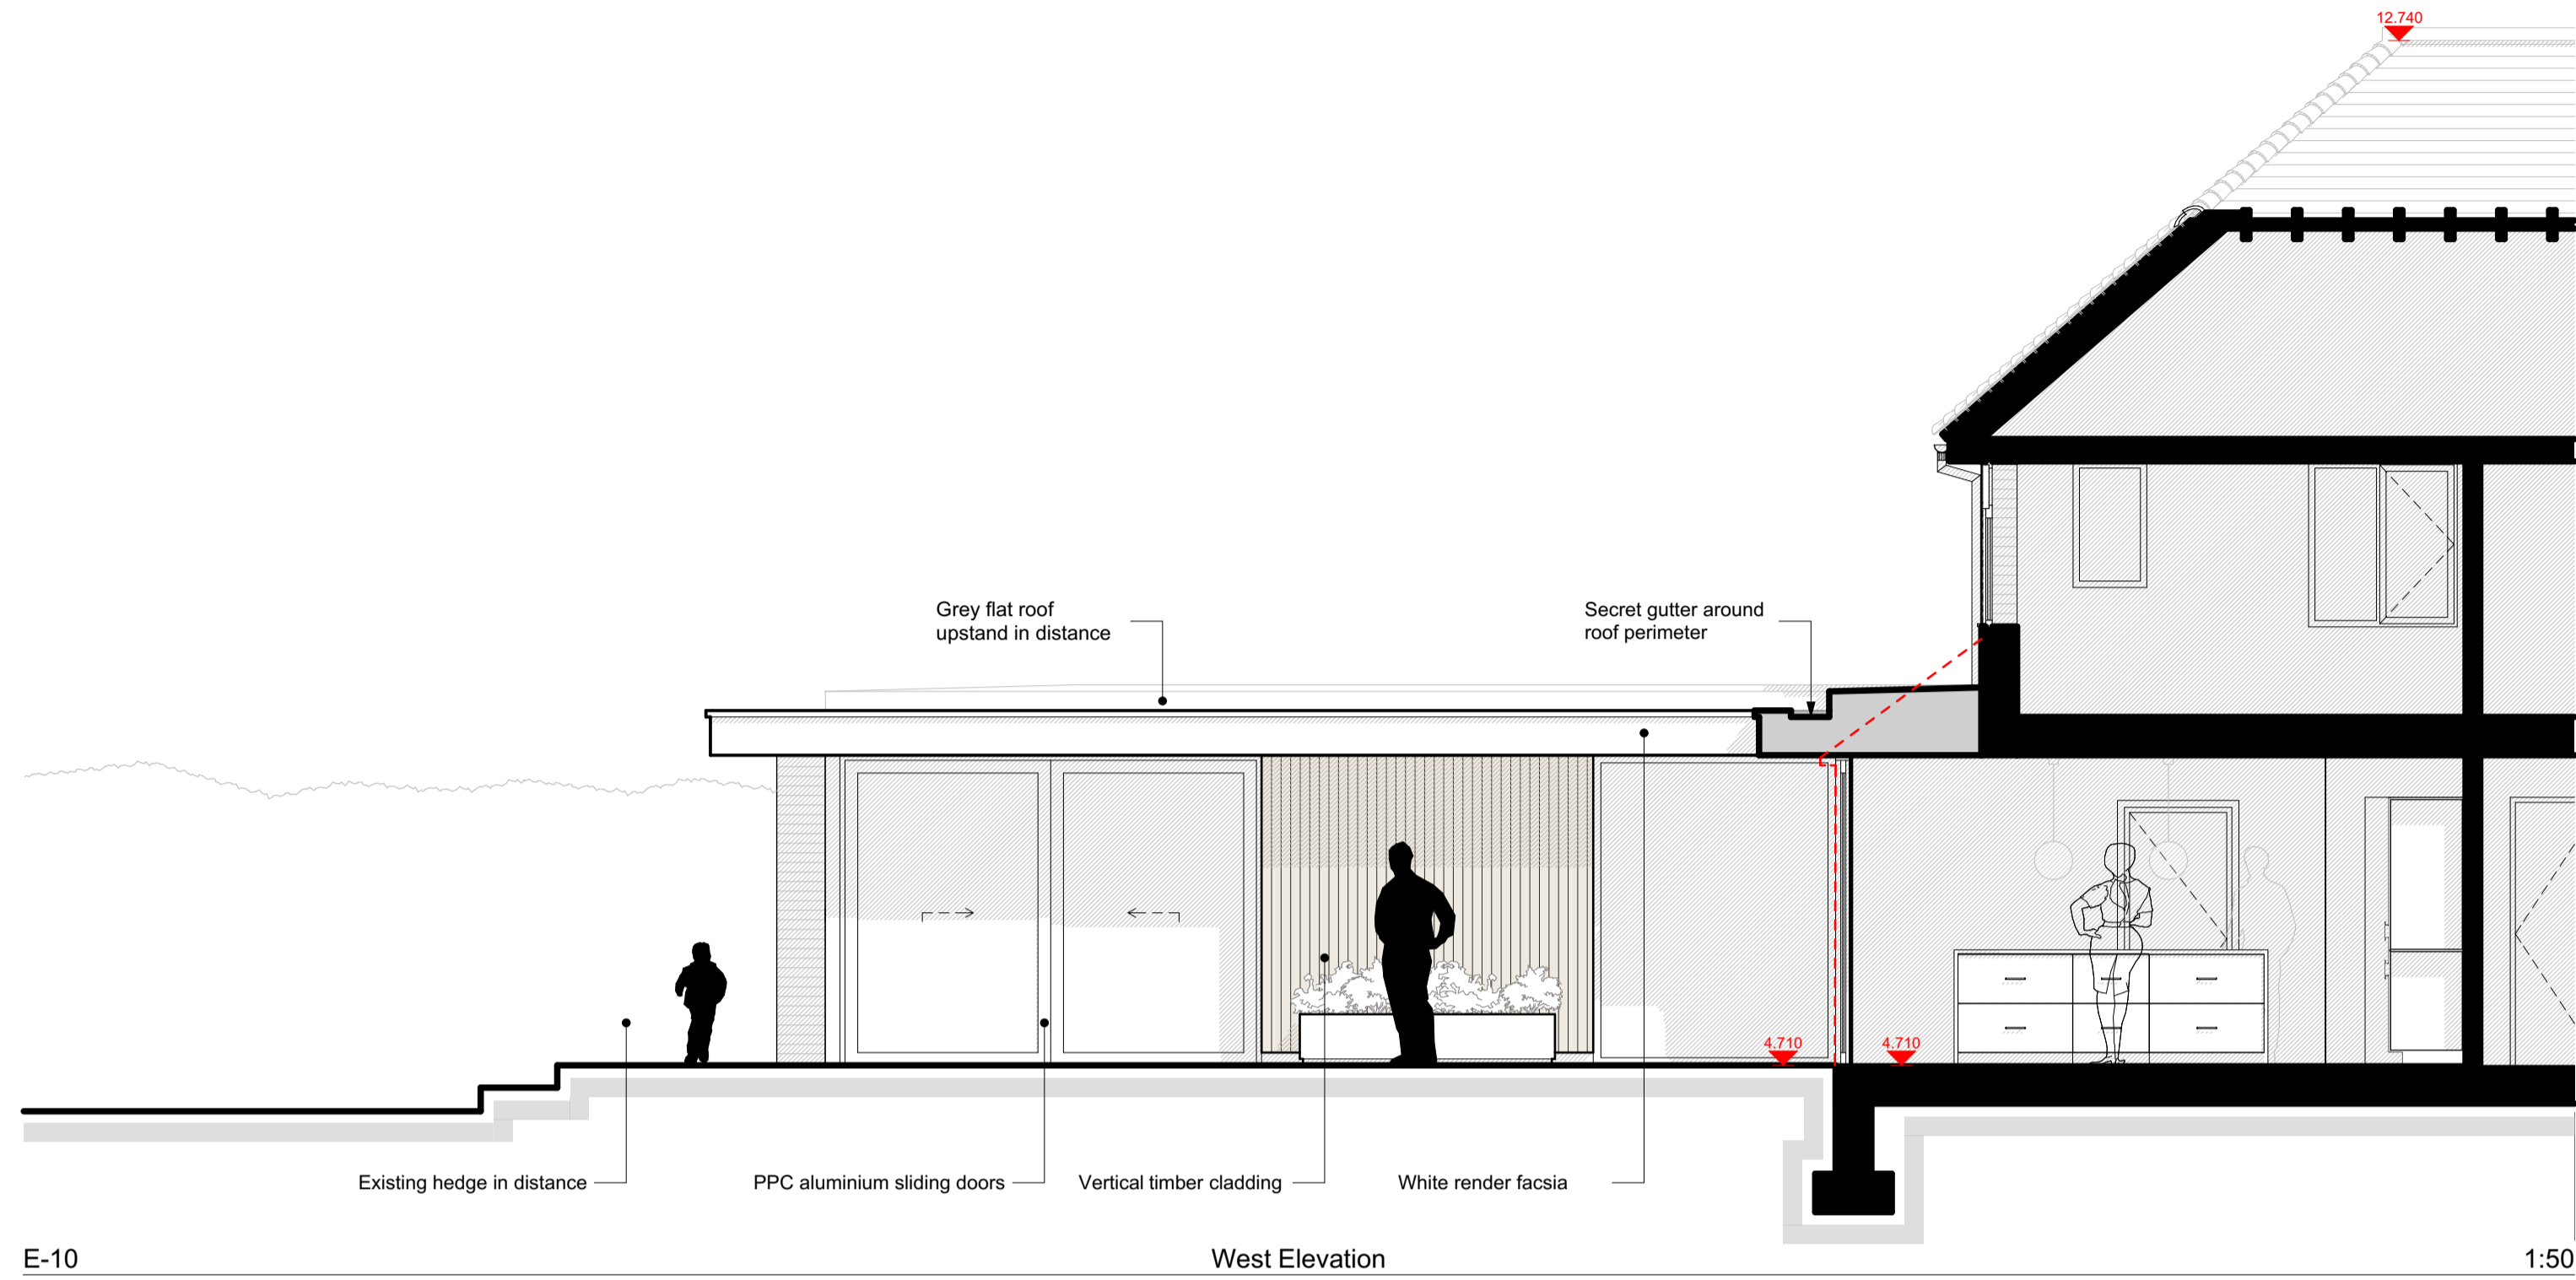 12.740
Grey flat roof
upstand in distance
Secret gutter around
roof perimeter
4.710
4.710
Existing hedge in distance
PPC aluminium sliding doors
Vertical timber cladding
White render facsia
E-10
West Elevation
1:50